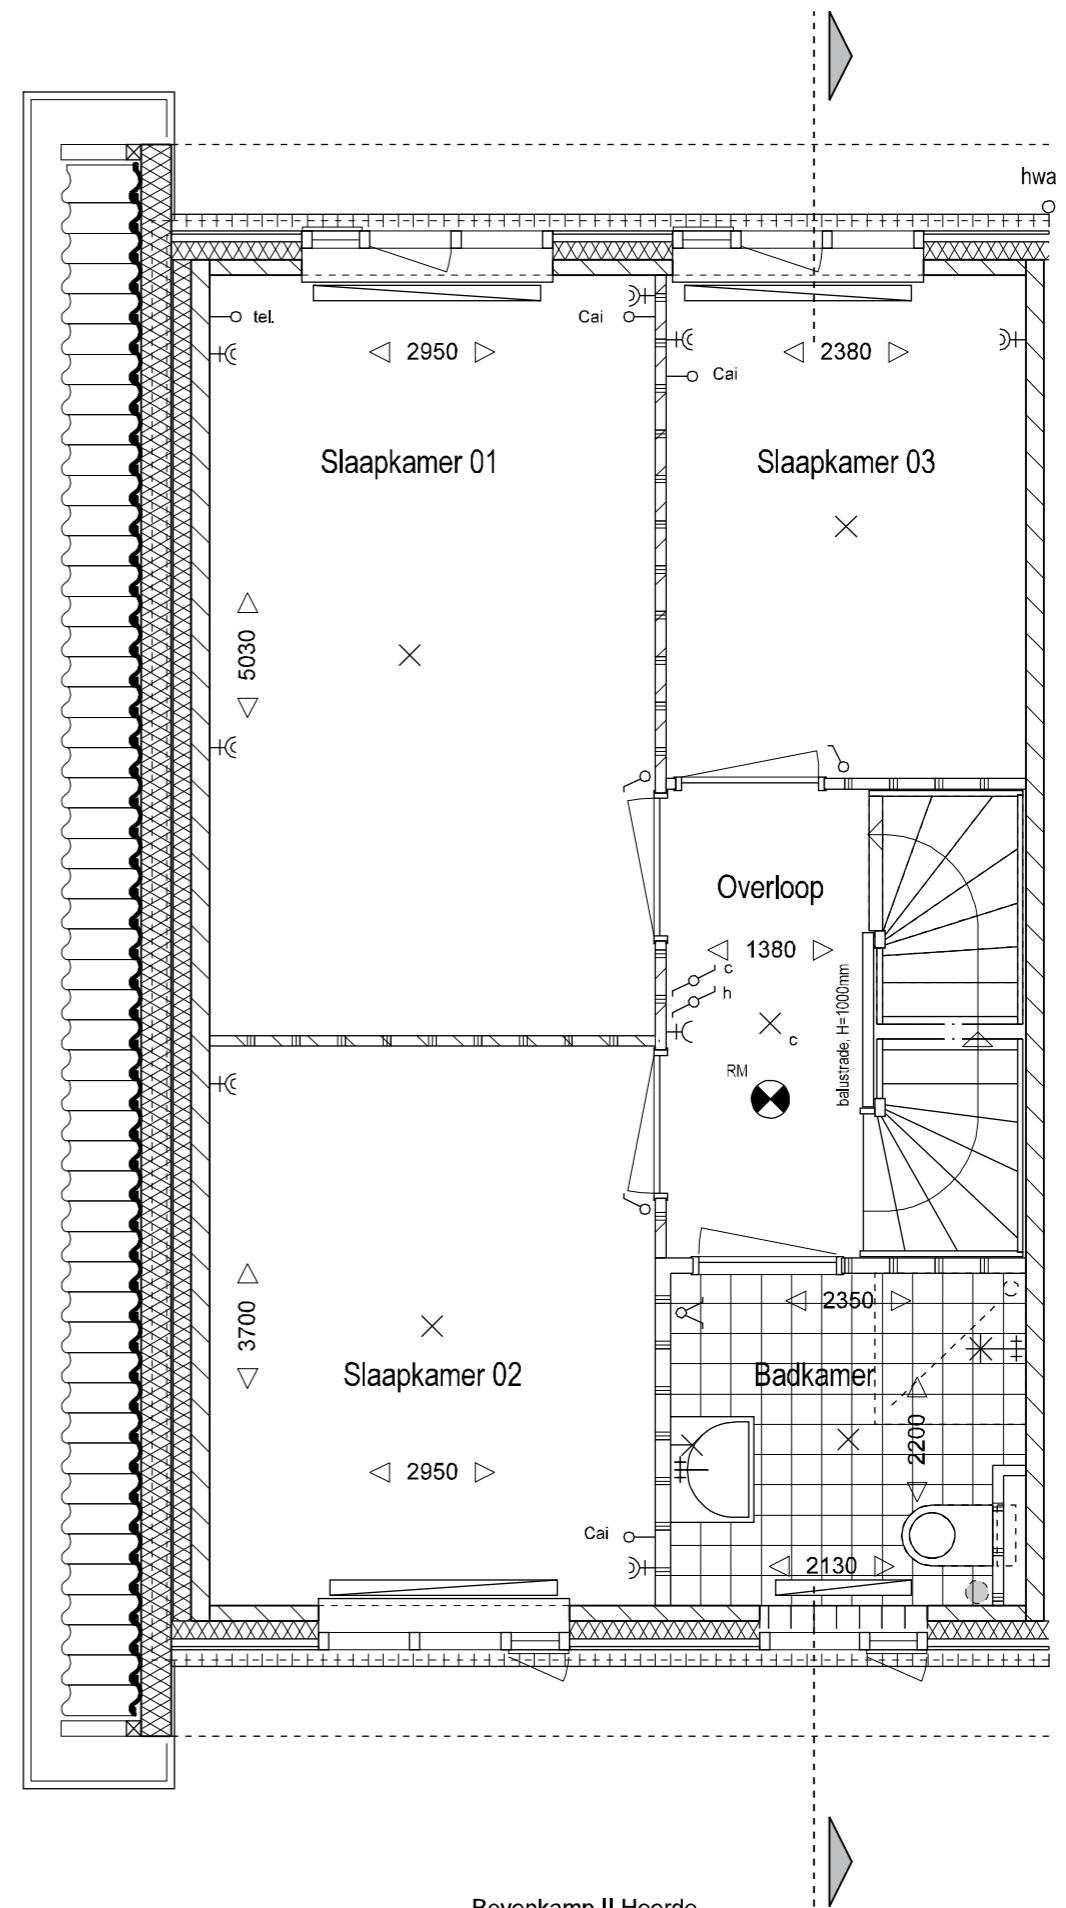 hwa
tel.
Cai
2950
2380
Cai
Slaapkamer 01
Slaapkamer 03
5030
Overloop
1380
c
h
balustrade, H=1000mm
c
RM
3700
2350
Slaapkamer 02
Badkamer
2200
2950
Cai
2130